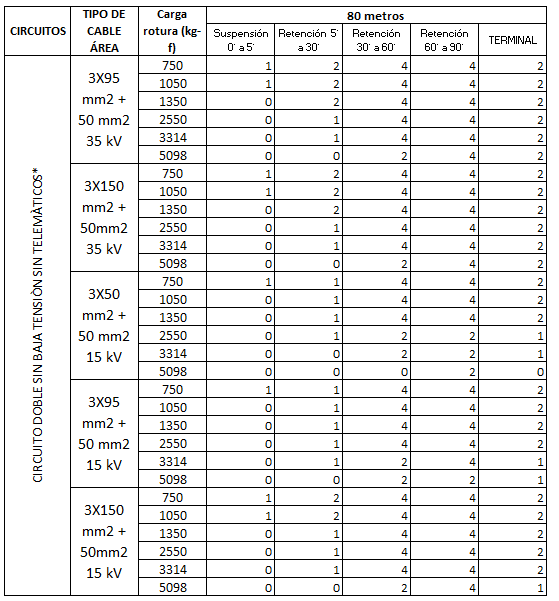 CIRCUITOS TIPO DE CABLE ÁREA Carga rotura (kg-f) 80 metros
Suspensión 0° a 5° Retención 5° a 30° Retención 30° a 60° Retención 60° a 90° TERMINAL
CIRCUITO DOBLE SIN BAJA TENSIÒN SIN TELEMÀTICOS*
3X95 mm2 + 50 mm2 35 kV
750 1 2 4 4 2
1050 1 2 4 4 2
1350 0 2 4 4 2
2550 0 1 4 4 2
3314 0 1 4 4 2
5098 0 0 2 4 2
3X150 mm2 + 50mm2 35 kV
750 1 2 4 4 2
1050 1 2 4 4 2
1350 0 2 4 4 2
2550 0 1 4 4 2
3314 0 1 4 4 2
5098 0 0 2 4 2
3X50 mm2 + 50 mm2 15 kV
750 1 1 4 4 2
1050 0 1 4 4 2
1350 0 1 4 4 2
2550 0 1 2 2 1
3314 0 0 2 2 1
5098 0 0 0 2 0
3X95 mm2 + 50 mm2 15 kV
750 1 1 4 4 2
1050 0 1 4 4 2
1350 0 1 4 4 2
2550 0 1 4 4 2
3314 0 1 2 4 1
5098 0 0 2 2 1
3X150 mm2 + 50mm2 15 kV
750 1 2 4 4 2
1050 1 2 4 4 2
1350 0 1 4 4 2
2550 0 1 4 4 2
3314 0 1 4 4 2
5098 0 0 2 4 1